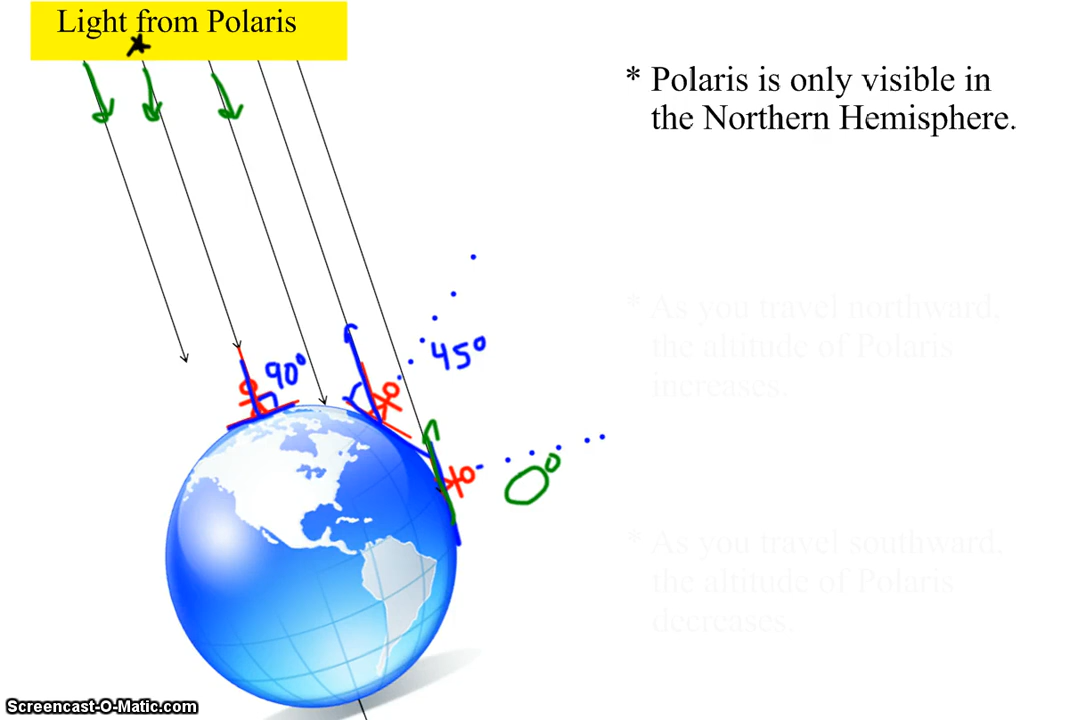 Light from Polaris
* Polaris is only visible in
the Northern Hemisphere.
90°
45°
0°
* As you travel northward,
the altitude of Polaris
increases.
* As you travel southward,
the altitude of Polaris
decreases.
Screencast-O-Matic.com